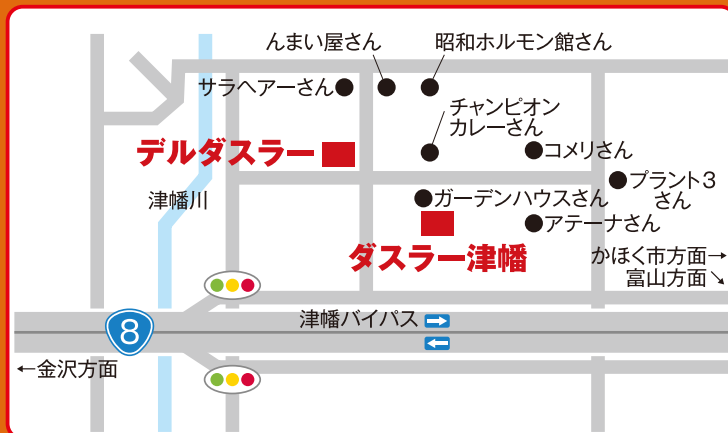 んまい屋さん
昭和ホルモン館さん
サラヘアーさん
チャンピオン
カレーさん
デルダスラー
コメリさん
プラント3
さん
津幡川
ガーデンハウスさん
アテーナさん
ダスラー津幡
かほく市方面→
富山方面↘
津幡バイパス
→
←
8
←金沢方面